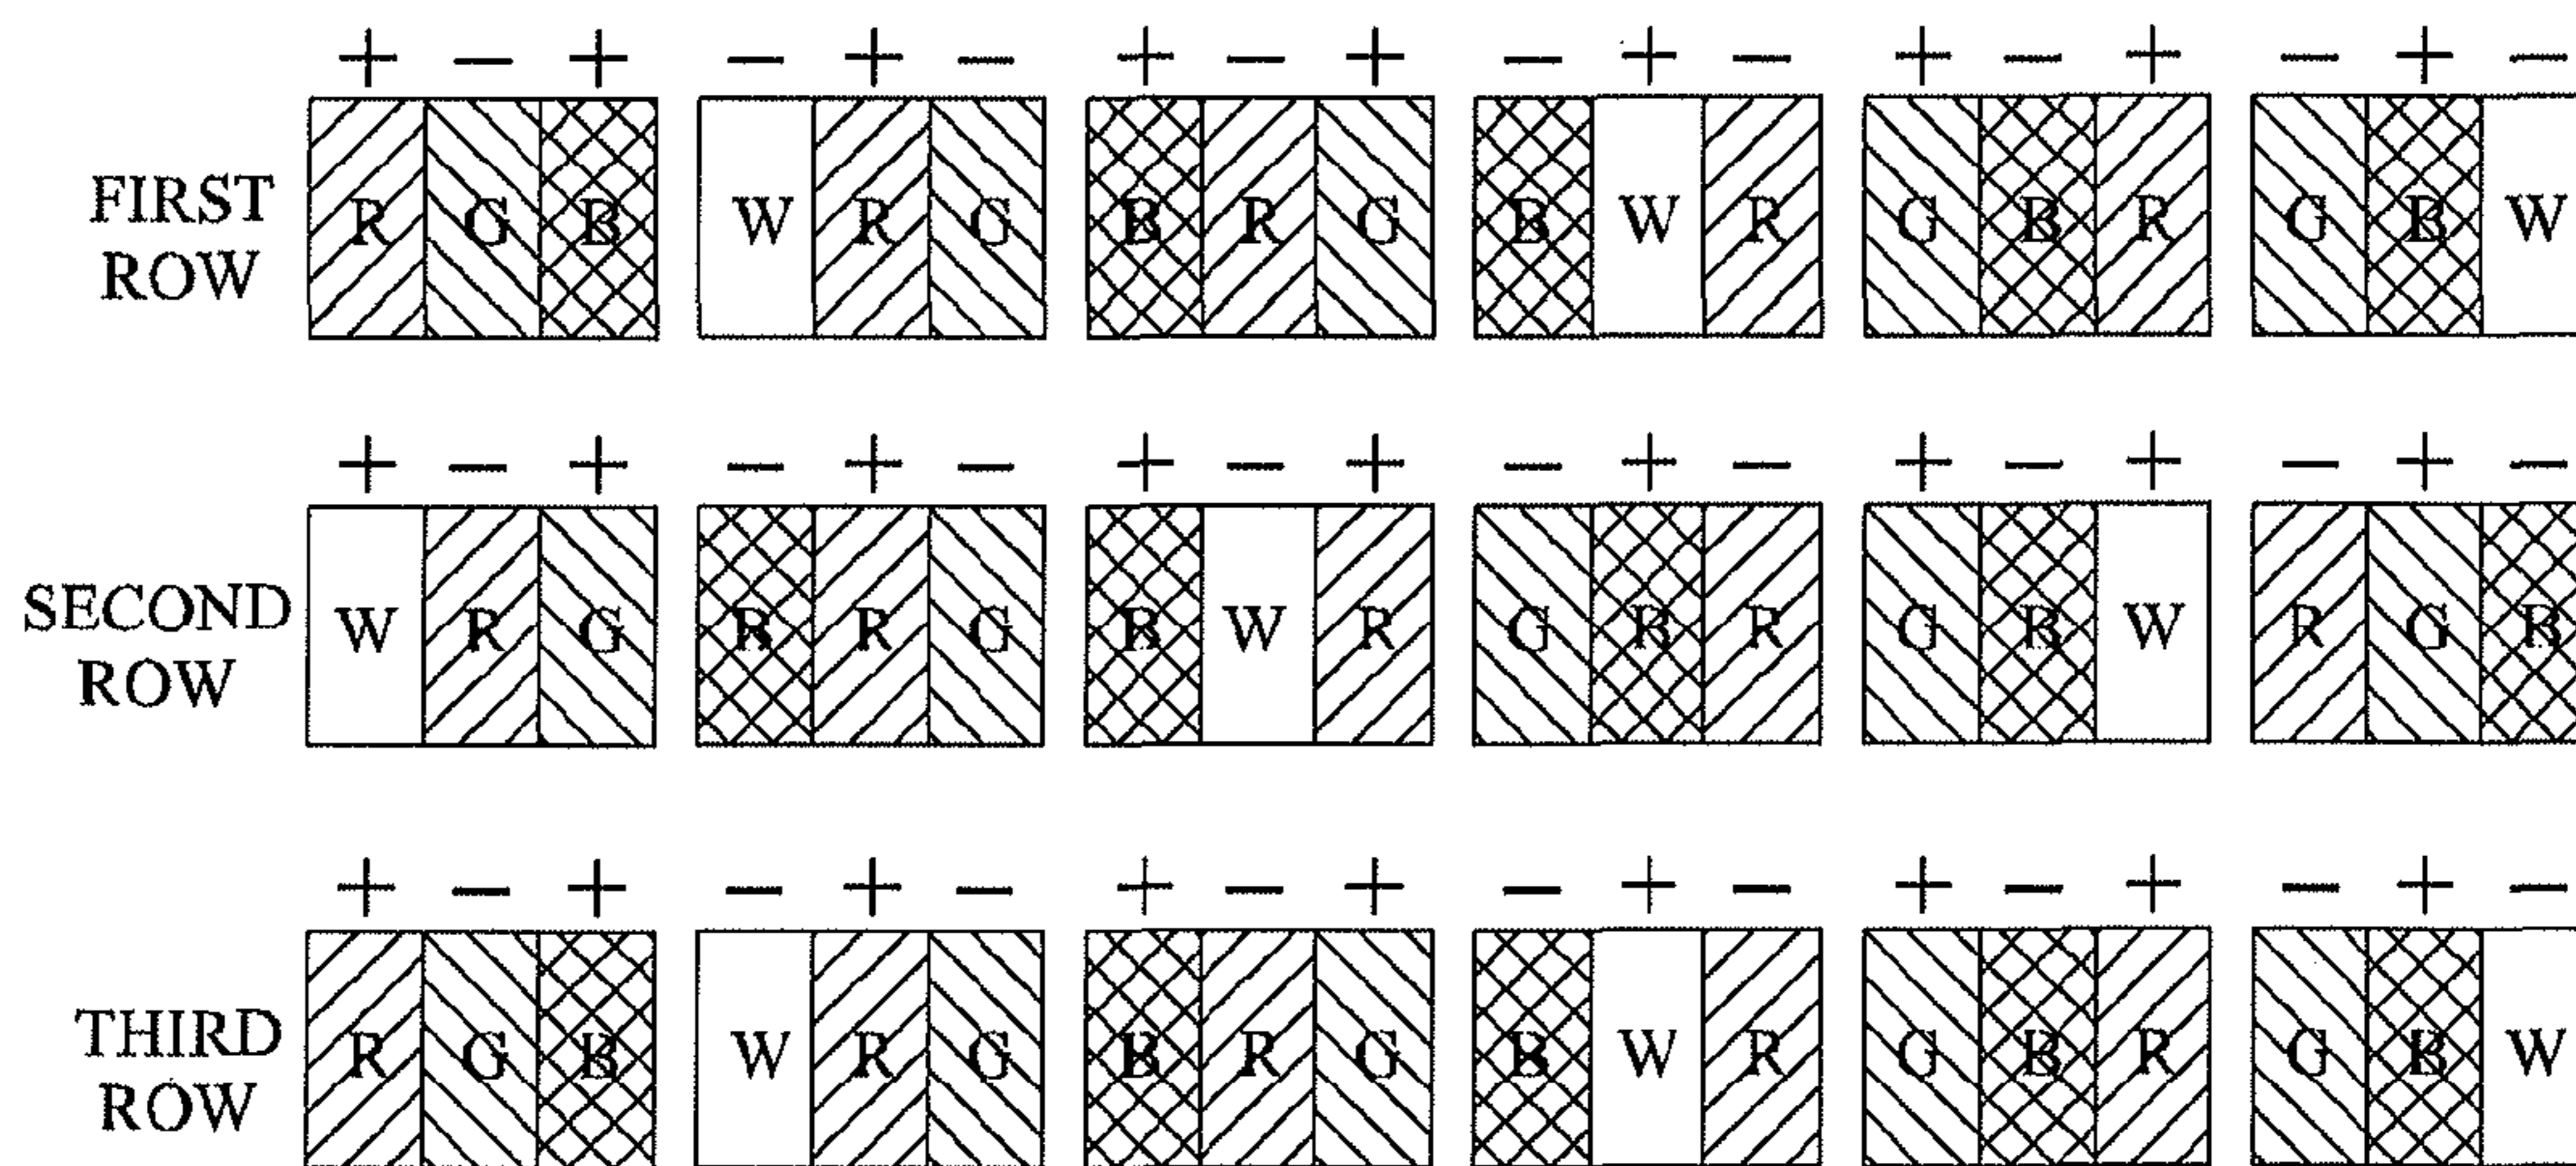 + − + − + − + − + − + − + − + − + −
FIRST ROW R G B W R G B R G B W R G B R G B W
+ − + − + − + − + − + − + − + − + −
SECOND ROW W R G B R G B W R G B R G B W R G B
+ − + − + − + − + − + − + − + − + −
THIRD ROW R G B W R G B R G B W R G B R G B W